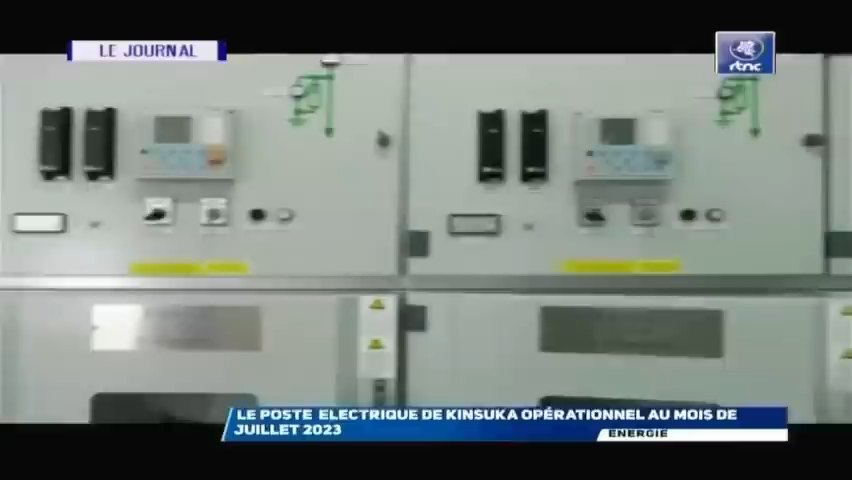 LE JOURNAL
rtnc
LE POSTE ELECTRIQUE DE KINSUKA OPÉRATIONNEL AU MOIS DE
JUILLET 2023
ENERGIE